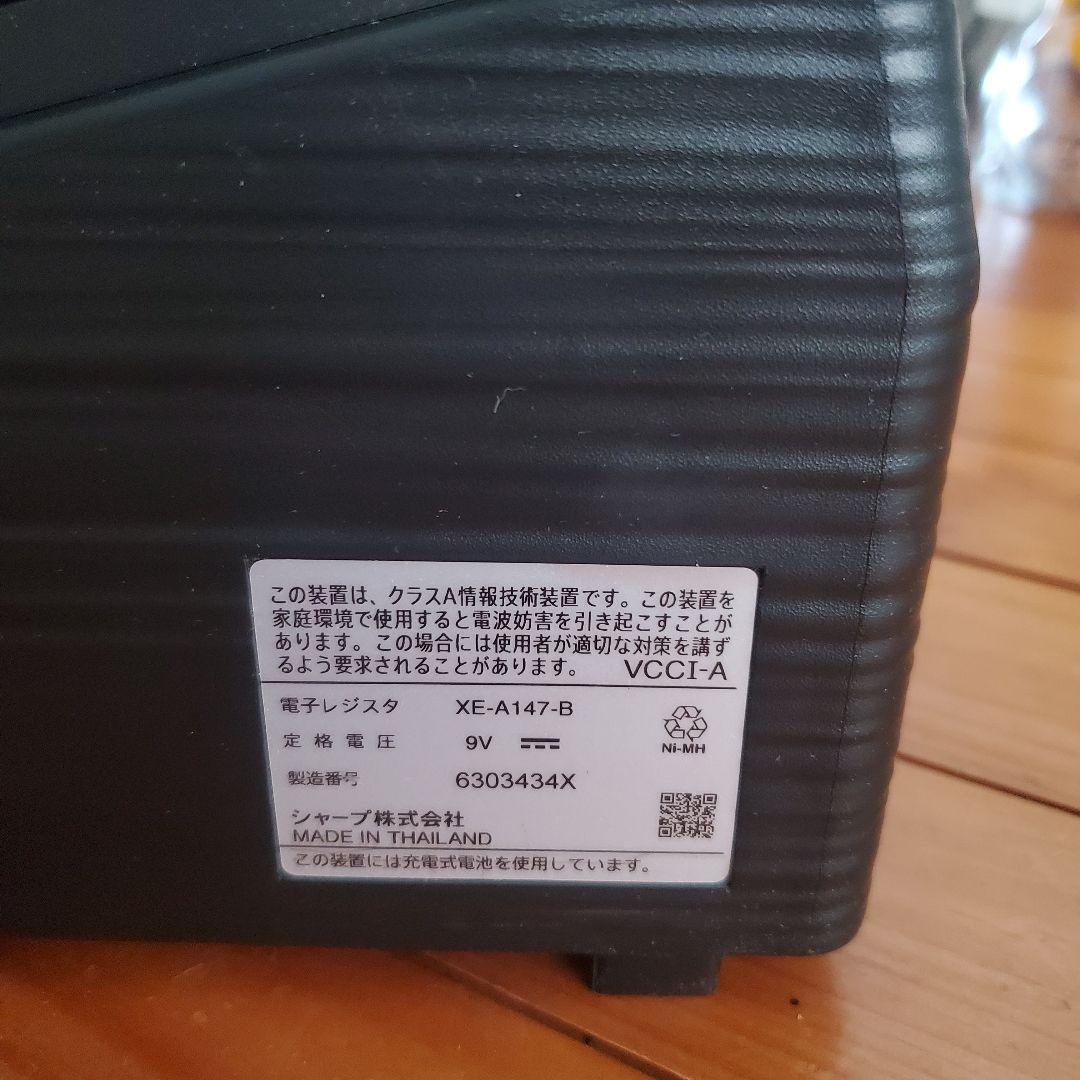 この装置は、クラスA情報技術装置です。この装置を
家庭環境で使用すると電波妨害を引き起こすことが
あります。この場合には使用者が適切な対策を講ず
るよう要求されることがあります。 VCCI-A
電子レジスタ XE-A147-B
定格電圧 9V
Ni-MH
製造番号 6303434X
シャープ株式会社
MADE IN THAILAND
この装置には充電式電池を使用しています。